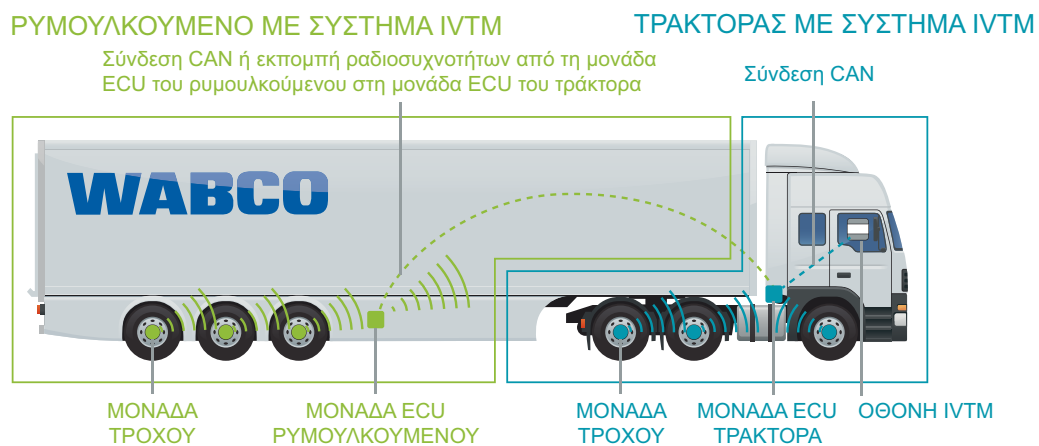 ΡΥΜΟΥΛΚΟΥΜΕΝΟ ΜΕ ΣΥΣΤΗΜΑ IVTM
ΤΡΑΚΤΟΡΑΣ ΜΕ ΣΥΣΤΗΜΑ IVTM
Σύνδεση CAN ή εκπομπή ραδιοσυχνοτήτων από τη μονάδα
ECU του ρυμουλκούμενου στη μονάδα ECU του τράκτορα
Σύνδεση CAN
WABCO
ΜΟΝΑΔΑ
ΤΡΟΧΟΥ
ΜΟΝΑΔΑ ECU
ΡΥΜΟΥΛΚΟΥΜΕΝΟΥ
ΜΟΝΑΔΑ
ΤΡΟΧΟΥ
ΜΟΝΑΔΑ ECU
ΤΡΑΚΤΟΡΑ
ΟΘΟΝΗ IVTM